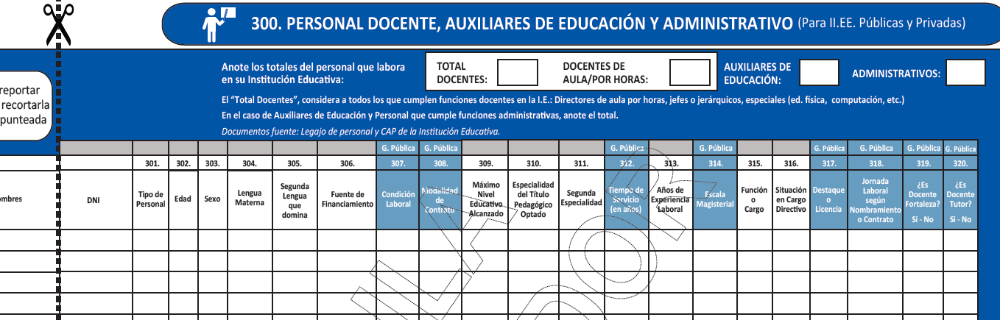 300. PERSONAL DOCENTE, AUXILIARES DE EDUCACIÓN Y ADMINISTRATIVO (Para II.EE. Públicas y Privadas)
reportar
recortarla
punteada
Anote los totales del personal que labora
en su Institución Educativa:
TOTAL
DOCENTES:
DOCENTES DE
AULA/POR HORAS:
AUXILIARES DE
EDUCACIÓN:
ADMINISTRATIVOS:
El “Total Docentes”, considera a todos los que cumplen funciones docentes en la I.E.: Directores de aula por horas, jefes o jerárquicos, especiales (ed. física, computación, etc.)
En el caso de Auxiliares de Educación y Personal que cumple funciones administrativas, anote el total.
Documentos fuente: Legajo de personal y CAP de la Institución Educativa.
G. Pública G. Pública G. Pública G. Pública G. Pública G. Pública G. Pública G. Pública
301. 302. 303. 304. 305. 306. 307. 308. 309. 310. 311. 312. 313. 314. 315. 316. 317. 318. 319. 320.
ombres
DNI
Tipo de
Personal
Edad
Sexo
Lengua
Materna
Segunda
Lengua
que
domina
Fuente de
Financiamiento
Condición
Laboral
Modalidad
de
Contrato
Máximo
Nivel
Educativo
Alcanzado
Especialidad
del Título
Pedagógico
Optado
Segunda
Especialidad
Tiempo de
Servicio
(en años)
Años de
Experiencia
Laboral
Escala
Magisterial
Función
o
Cargo
Situación
en Cargo
Directivo
Destaque
o
Licencia
Jornada
Laboral
según
Nombramiento
o Contrato
¿Es
Docente
Fortaleza?
Si - No
¿Es
Docente
Tutor?
Si - No